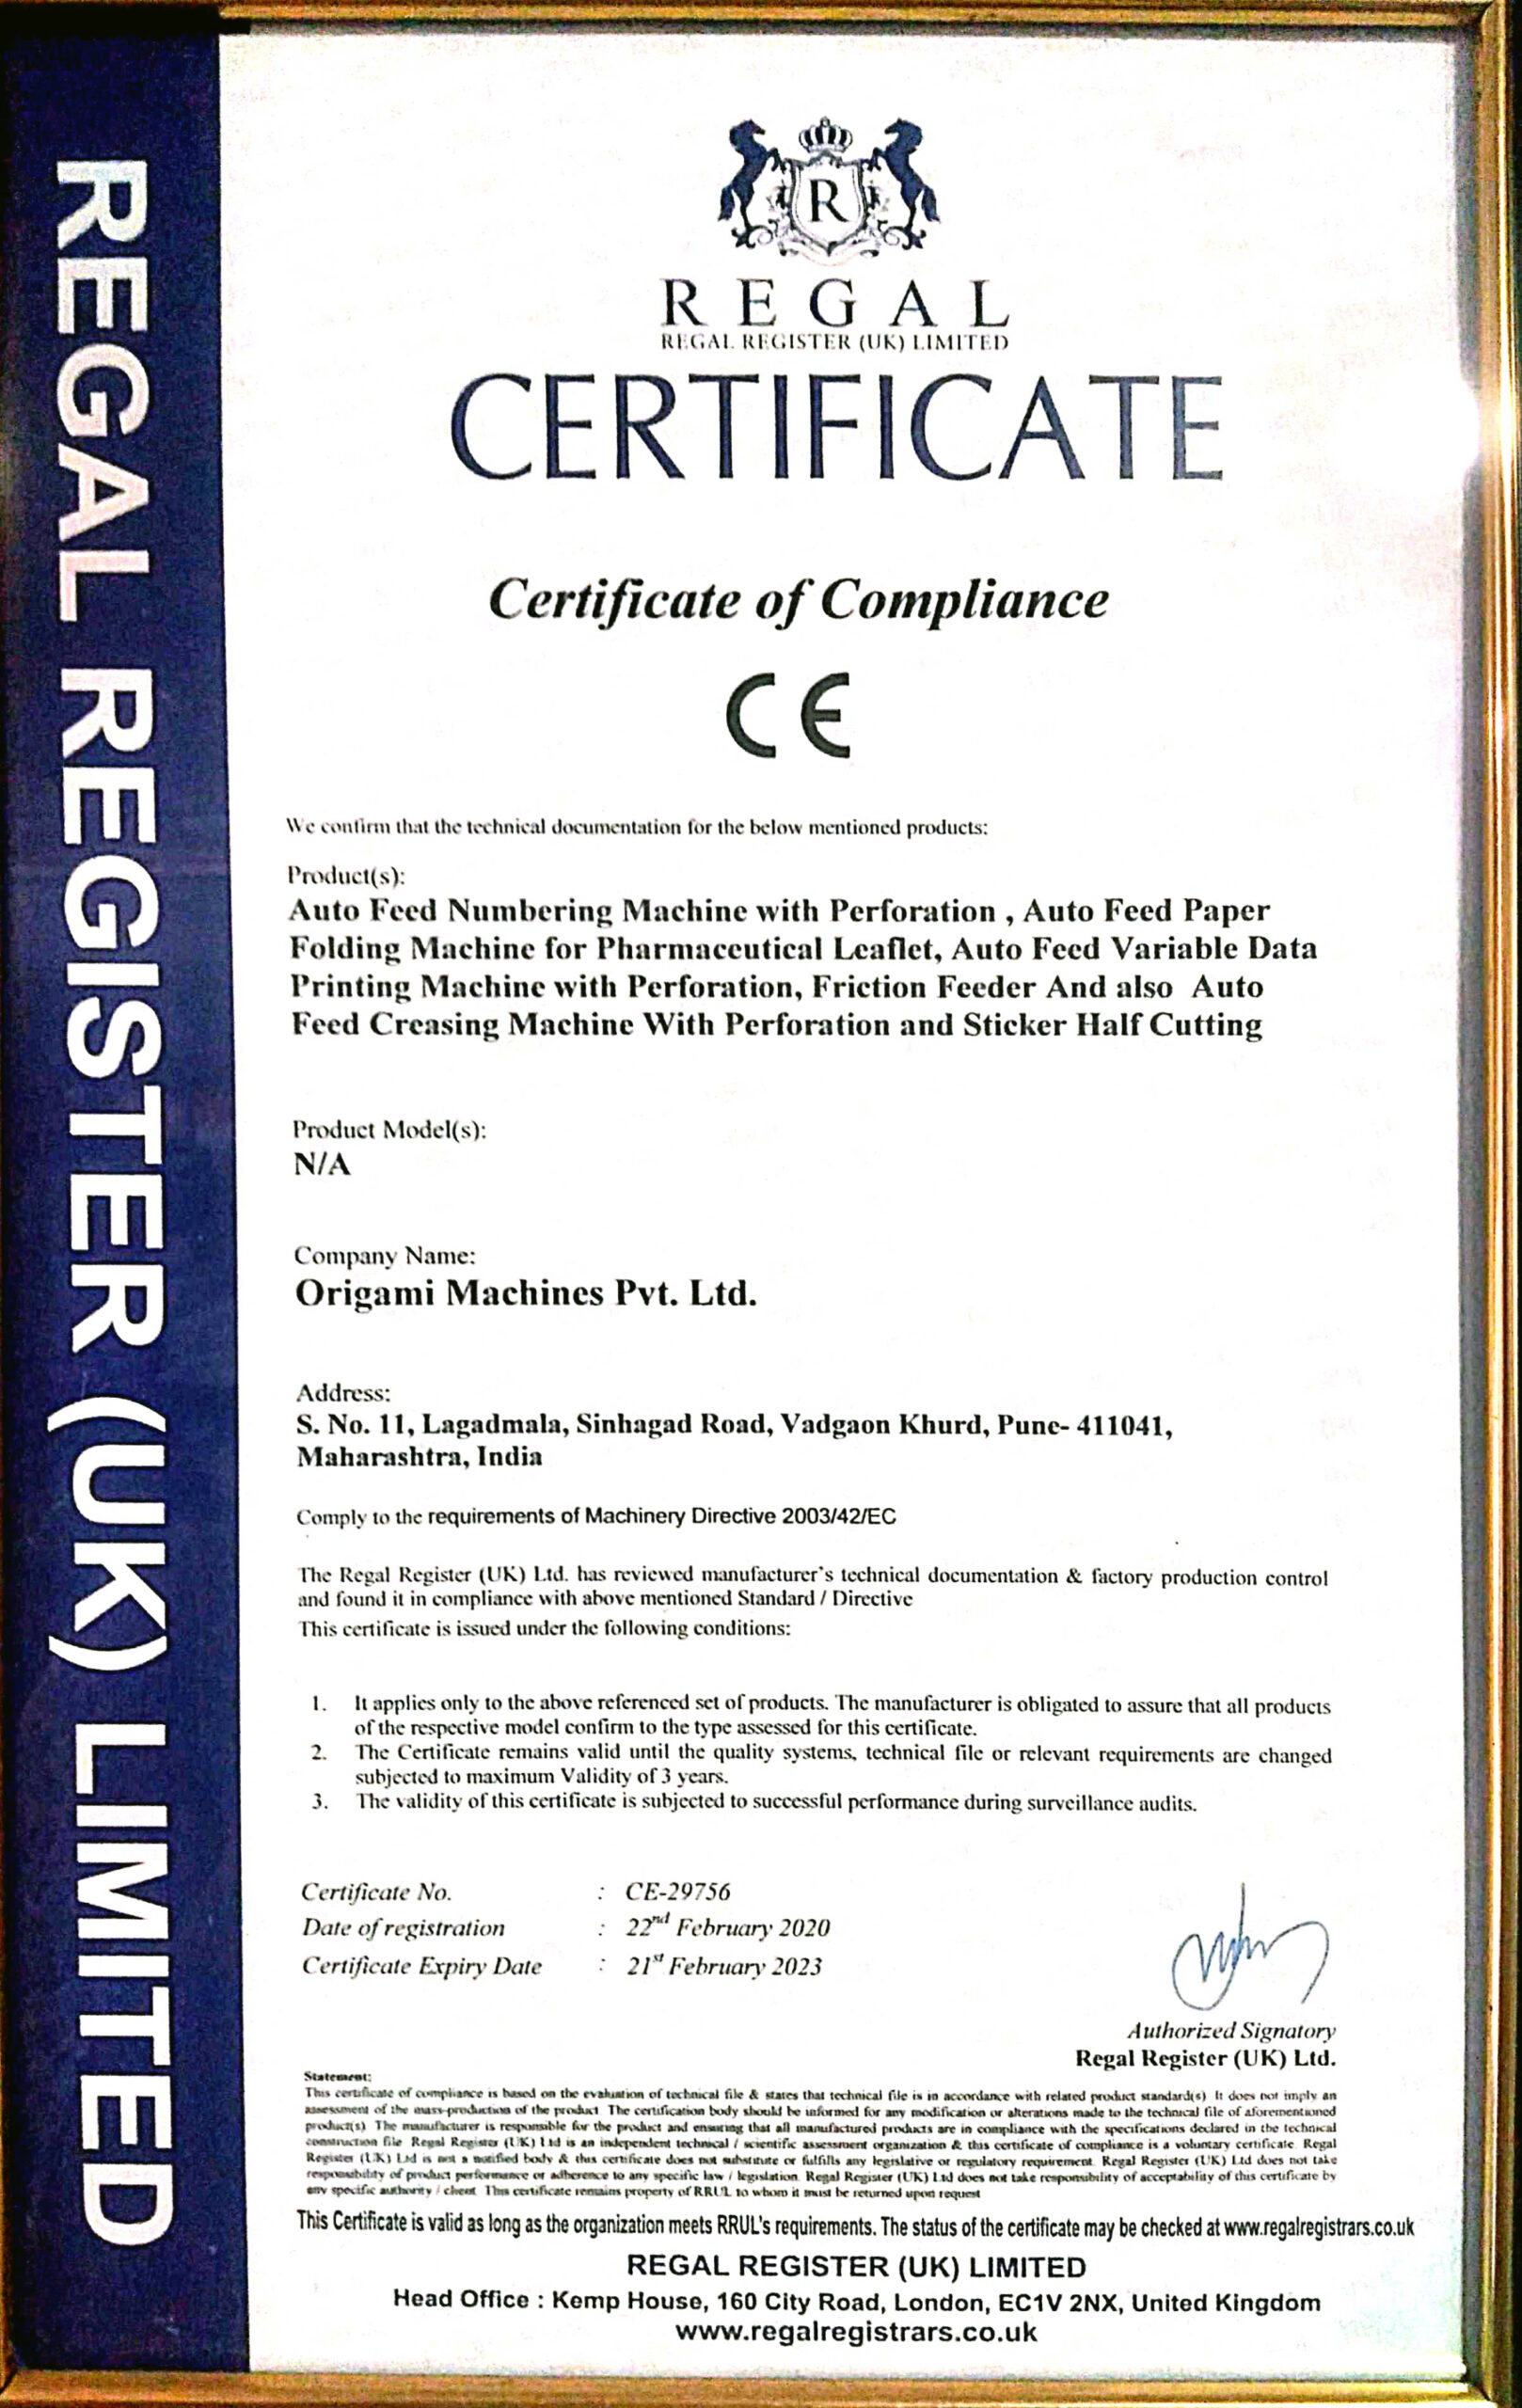 REGAL REGISTER (UK) LIMITED
R
REGAL
REGAL REGISTER (UK) LIMITED
CERTIFICATE
Certificate of Compliance
CE
We confirm that the technical documentation for the below mentioned products:
Product(s):
Auto Feed Numbering Machine with Perforation , Auto Feed Paper
Folding Machine for Pharmaceutical Leaflet, Auto Feed Variable Data
Printing Machine with Perforation, Friction Feeder And also Auto
Feed Creasing Machine With Perforation and Sticker Half Cutting
Product Model(s):
N/A
Company Name:
Origami Machines Pvt. Ltd.
Address:
S. No. 11, Lagadmala, Sinhagad Road, Vadgaon Khurd, Pune- 411041,
Maharashtra, India
Comply to the requirements of Machinery Directive 2003/42/EC
The Regal Register (UK) Ltd. has reviewed manufacturer's technical documentation & factory production control
and found it in compliance with above mentioned Standard / Directive
This certificate is issued under the following conditions:
1. It applies only to the above referenced set of products. The manufacturer is obligated to assure that all products
of the respective model confirm to the type assessed for this certificate.
2. The Certificate remains valid until the quality systems, technical file or relevant requirements are changed
subjected to maximum Validity of 3 years.
3. The validity of this certificate is subjected to successful performance during surveillance audits.
Certificate No. : CE-29756
Date of registration : 22nd February 2020
Certificate Expiry Date : 21st February 2023
Authorized Signatory
Regal Register (UK) Ltd.
Statement:
This certificate of compliance is based on the evaluation of technical file & states that technical file is in accordance with related product standard(s) It does not imply an
assessment of the mass-production of the product The certification body should be informed for any modification or alterations made to the technical file of aforementioned
product(s) The manufacturer is responsible for the product and ensuring that all manufactured products are in compliance with the specifications declared in the technical
construction file Regal Register (UK) Ltd is an independent technical / scientific assessment organization & this certificate of compliance is a voluntary certificate Regal
Register (UK) Ltd is not a notified body & this certificate does not substitute or fulfills any legislative or regulatory requirement. Regal Register (UK) Ltd does not take
responsibility of product performance or adherence to any specific law / legislation. Regal Register (UK) Ltd does not take responsibility of acceptability of this certificate by
any specific authority / client This certificate remains property of RRUL to whom it must be returned upon request
This Certificate is valid as long as the organization meets RRUL's requirements. The status of the certificate may be checked at www.regalregistrars.co.uk
REGAL REGISTER (UK) LIMITED
Head Office : Kemp House, 160 City Road, London, EC1V 2NX, United Kingdom
www.regalregistrars.co.uk